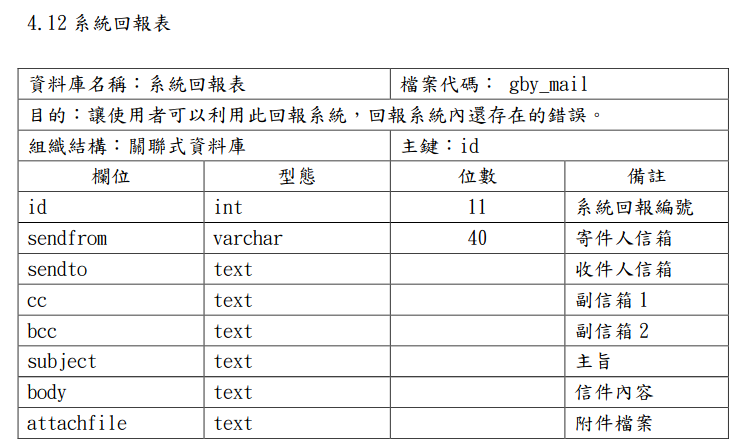 4.12 系統回報表
資料庫名稱：系統回報表 檔案代碼： gby_mail
目的：讓使用者可以利用此回報系統，回報系統內還存在的錯誤。
組織結構：關聯式資料庫 主鍵：id
欄位 型態 位數 備註
id int 11 系統回報編號
sendfrom varchar 40 寄件人信箱
sendto text 收件人信箱
cc text 副信箱 1
bcc text 副信箱 2
subject text 主旨
body text 信件內容
attachfile text 附件檔案